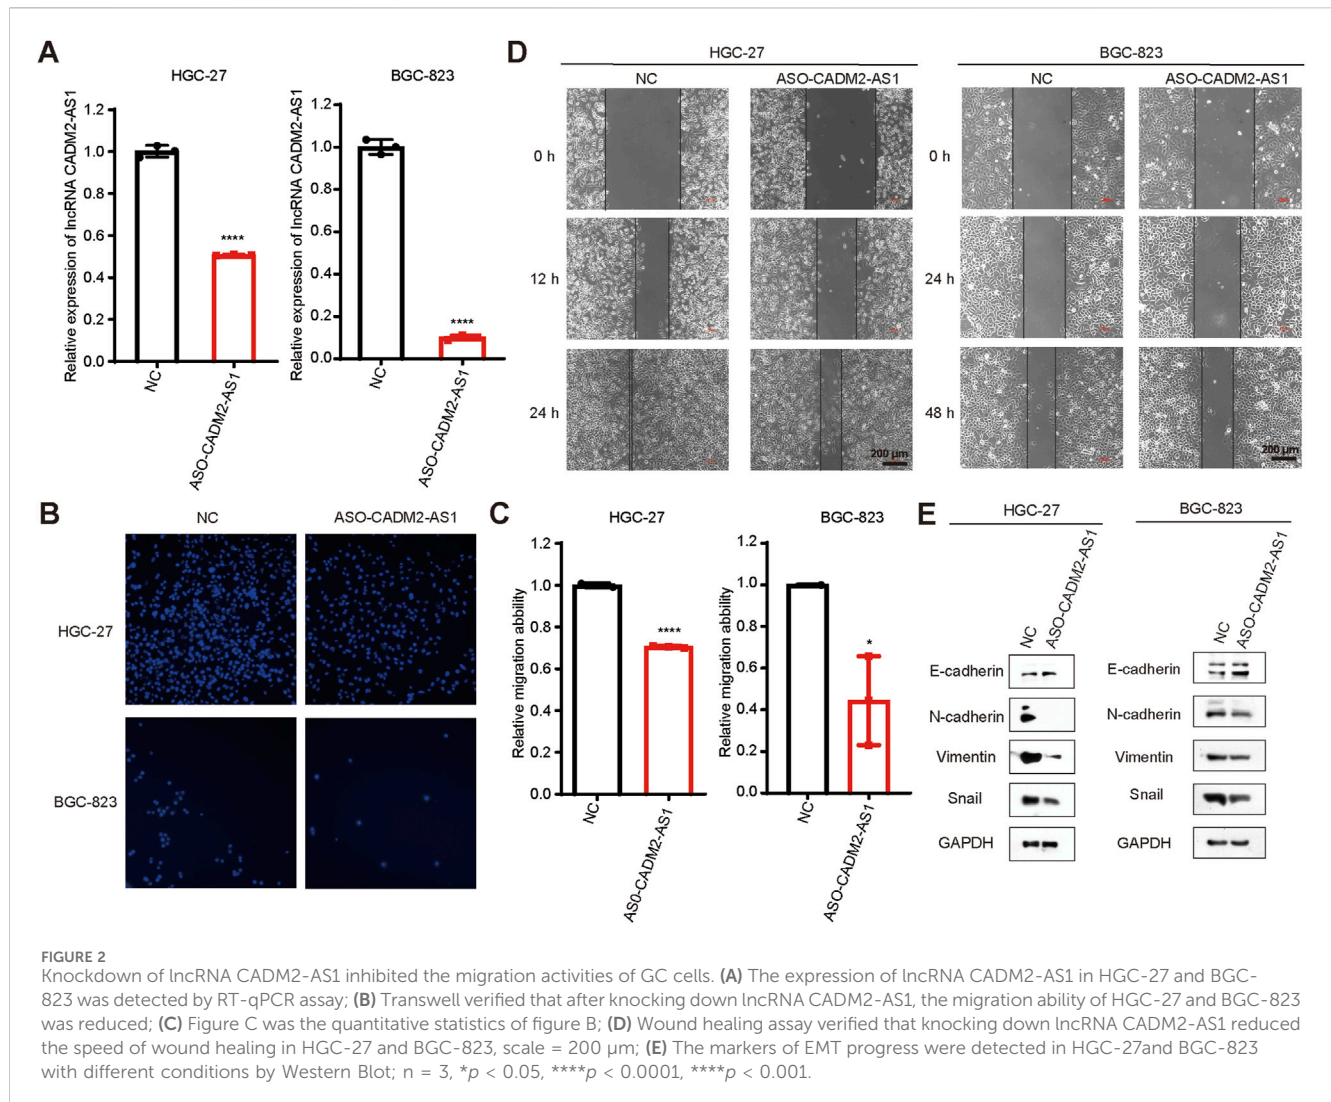 A
HGC-27
BGC-823
Relative expression of lncRNA CADM2-AS1
1.2
1.0
0.8
0.6
0.4
0.2
0.0
****
NC
ASO-CADM2-AS1
Relative expression of lncRNA CADM2-AS1
1.2
1.0
0.8
0.6
0.4
0.2
0.0
****
NC
ASO-CADM2-AS1
D
HGC-27
BGC-823
NC
ASO-CADM2-AS1
NC
ASO-CADM2-AS1
0 h
0 h
12 h
24 h
24 h
48 h
200 µm
200 µm
B
NC
ASO-CADM2-AS1
HGC-27
BGC-823
C
HGC-27
BGC-823
Relative migration abbility
1.2
1.0
0.8
0.6
0.4
0.2
0.0
****
NC
AS0-CADM2-AS1
Relative migration abbility
1.2
1.0
0.8
0.6
0.4
0.2
0.0
*
NC
ASO-CADM2-AS1
E
HGC-27
BGC-823
NC
ASO-CADM2-AS1
NC
ASO-CADM2-AS1
E-cadherin
N-cadherin
Vimentin
Snail
GAPDH
E-cadherin
N-cadherin
Vimentin
Snail
GAPDH
FIGURE 2
Knockdown of lncRNA CADM2-AS1 inhibited the migration activities of GC cells. (A) The expression of lncRNA CADM2-AS1 in HGC-27 and BGC-
823 was detected by RT-qPCR assay; (B) Transwell verified that after knocking down lncRNA CADM2-AS1, the migration ability of HGC-27 and BGC-823
was reduced; (C) Figure C was the quantitative statistics of figure B; (D) Wound healing assay verified that knocking down lncRNA CADM2-AS1 reduced
the speed of wound healing in HGC-27 and BGC-823, scale = 200 µm; (E) The markers of EMT progress were detected in HGC-27and BGC-823
with different conditions by Western Blot; n = 3, *p < 0.05, ****p < 0.0001, ****p < 0.001.